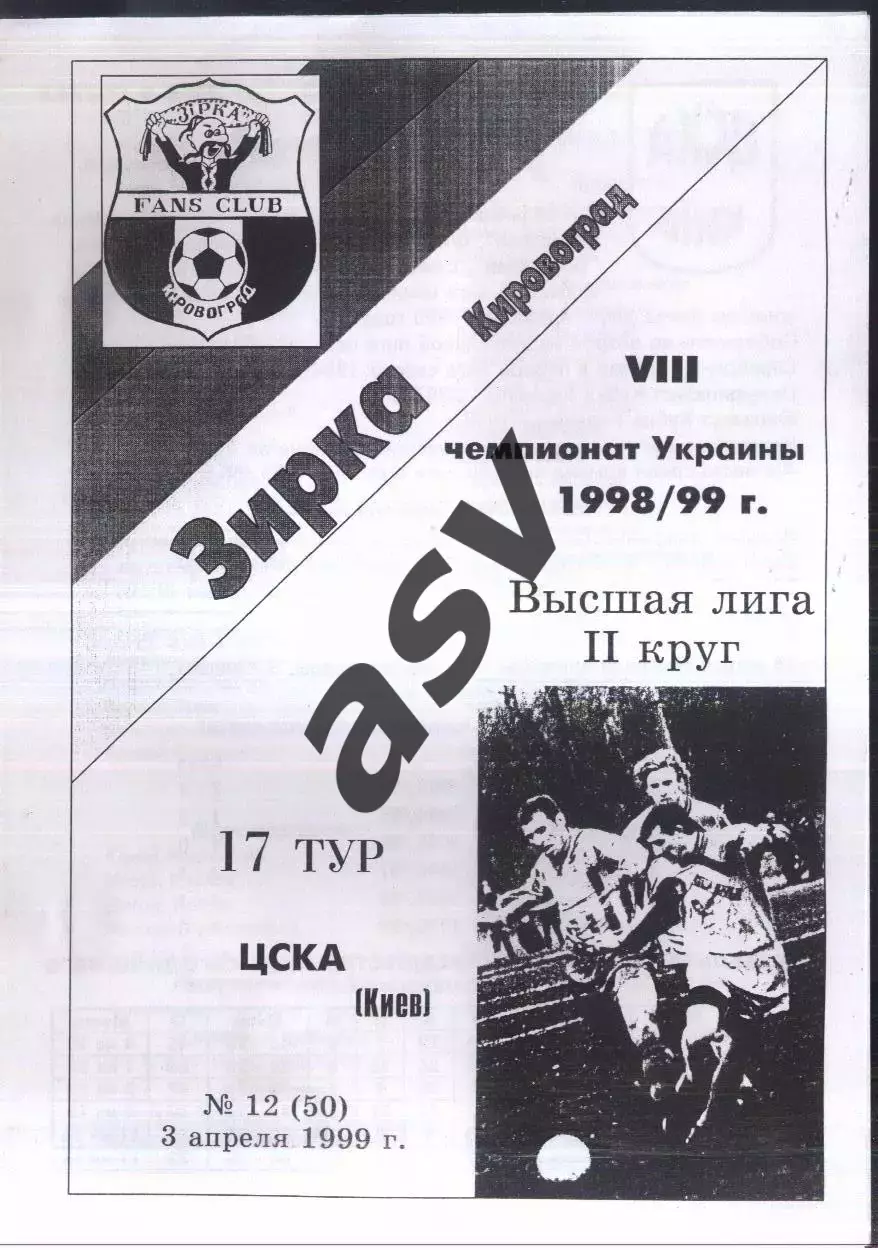 ЗІРКА
FANS CLUB
КІРОВОГРАД
Зирка
Кировоград
VIII
чемпионат Украины
1998/99 г.
Высшая лига
II круг
asv
17 ТУР
ЦСКА
(Киев)
№ 12 (50)
3 апреля 1999 г.